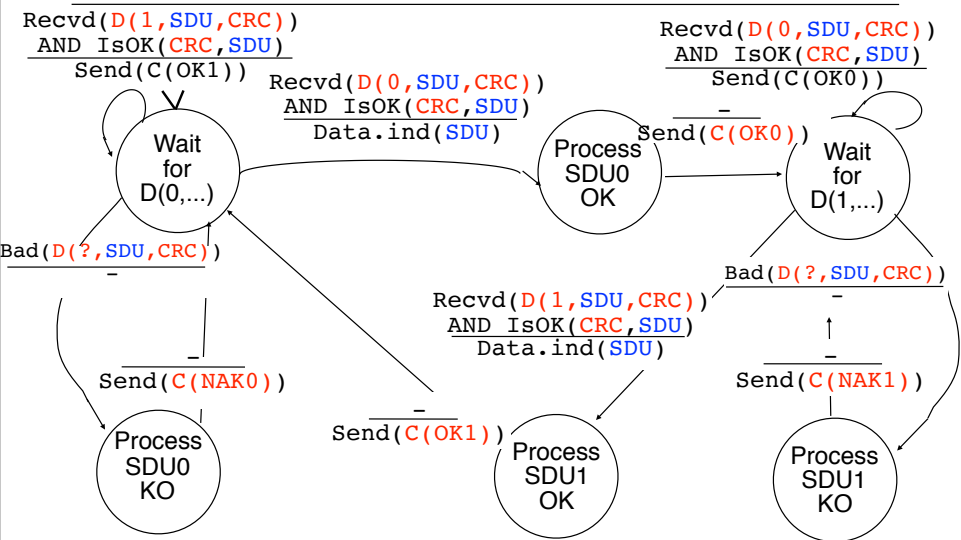 Recvd(D(1,SDU,CRC))
AND IsOK(CRC,SDU)
Send(C(OK1))
Recvd(D(0,SDU,CRC))
AND IsOK(CRC,SDU)
Data.ind(SDU)
Recvd(D(0,SDU,CRC))
AND IsOK(CRC,SDU)
Send(C(OK0))
-
Send(C(OK0))
Wait
for
D(0,...)
Process
SDU0
OK
Wait
for
D(1,...)
Bad(D(?,SDU,CRC))
-
Bad(D(?,SDU,CRC))
-
Recvd(D(1,SDU,CRC))
AND IsOK(CRC,SDU)
Data.ind(SDU)
-
Send(C(NAK0))
-
Send(C(OK1))
-
Send(C(NAK1))
Process
SDU0
KO
Process
SDU1
OK
Process
SDU1
KO